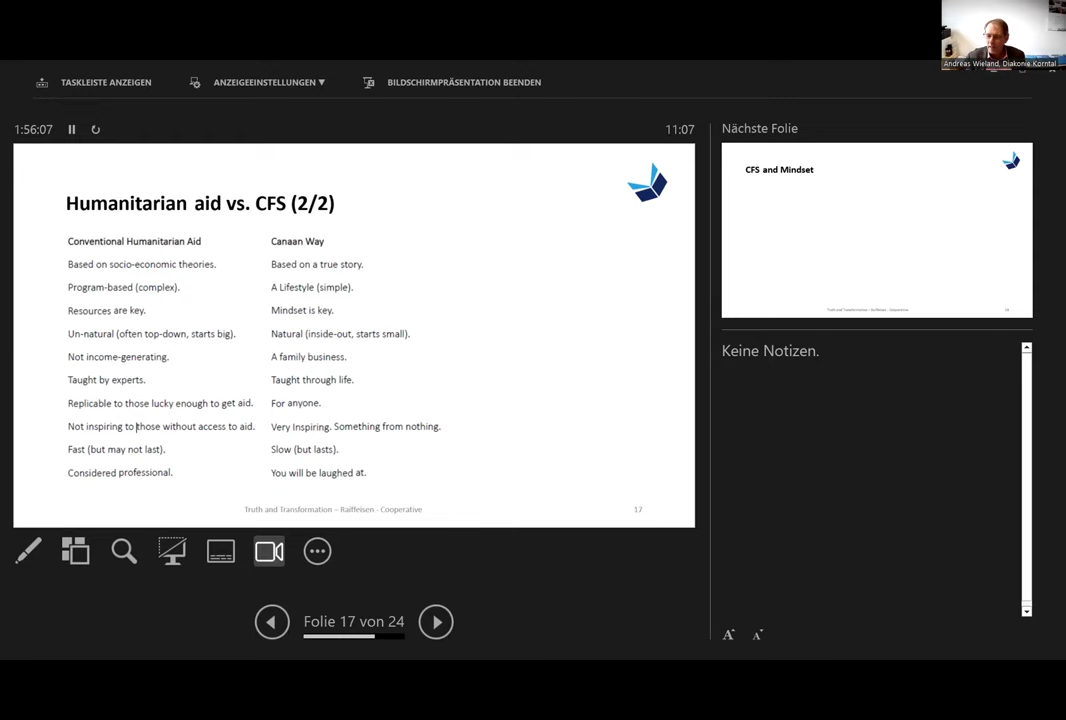 Andreas Wieland, Diakonie Korntal
TASKLEISTE ANZEIGEN
ANZEIGEEINSTELLUNGEN ▼
BILDSCHIRMPRÄSENTATION BEENDEN
1:56:07
11:07
Humanitarian aid vs. CFS (2/2)
Conventional Humanitarian Aid Canaan Way
Based on socio-economic theories. Based on a true story.
Program-based (complex). A Lifestyle (simple).
Resources are key. Mindset is key.
Un-natural (often top-down, starts big). Natural (inside-out, starts small).
Not income-generating. A family business.
Taught by experts. Taught through life.
Replicable to those lucky enough to get aid. For anyone.
Not inspiring to those without access to aid. Very Inspiring. Something from nothing.
Fast (but may not last). Slow (but lasts).
Considered professional. You will be laughed at.
Truth and Transformation – Raiffeisen - Cooperative 17
Folie 17 von 24
Nächste Folie
CFS and Mindset
Truth and Transformation – Raiffeisen - Cooperative
Keine Notizen.
A A